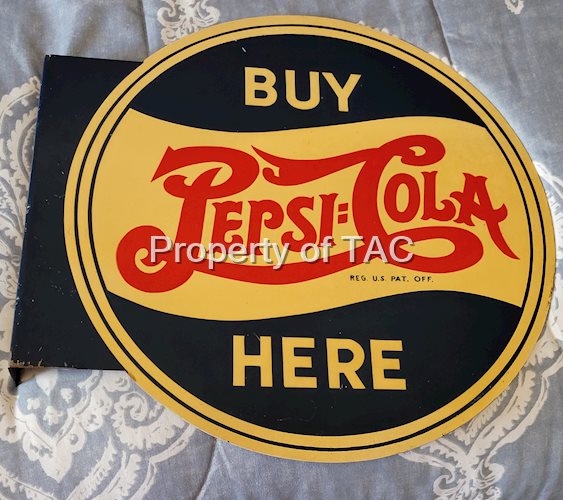 BUY
PEPSI=COLA
Property of TAC
REG. U.S. PAT. OFF.
HERE